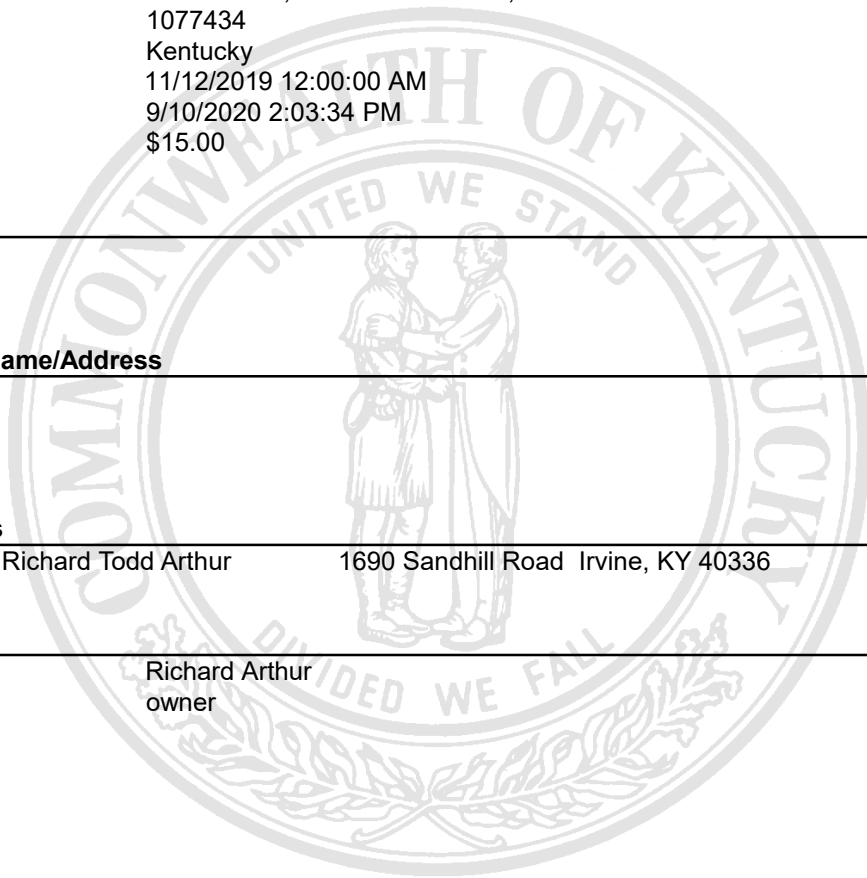 1077434
Kentucky
11/12/2019 12:00:00 AM
9/10/2020 2:03:34 PM
$15.00
COMMONWEALTH OF KENTUCKY
UNITED WE STAND
ame/Address
s
Richard Todd Arthur 1690 Sandhill Road Irvine, KY 40336
DIVIDED WE FALL
Richard Arthur
owner